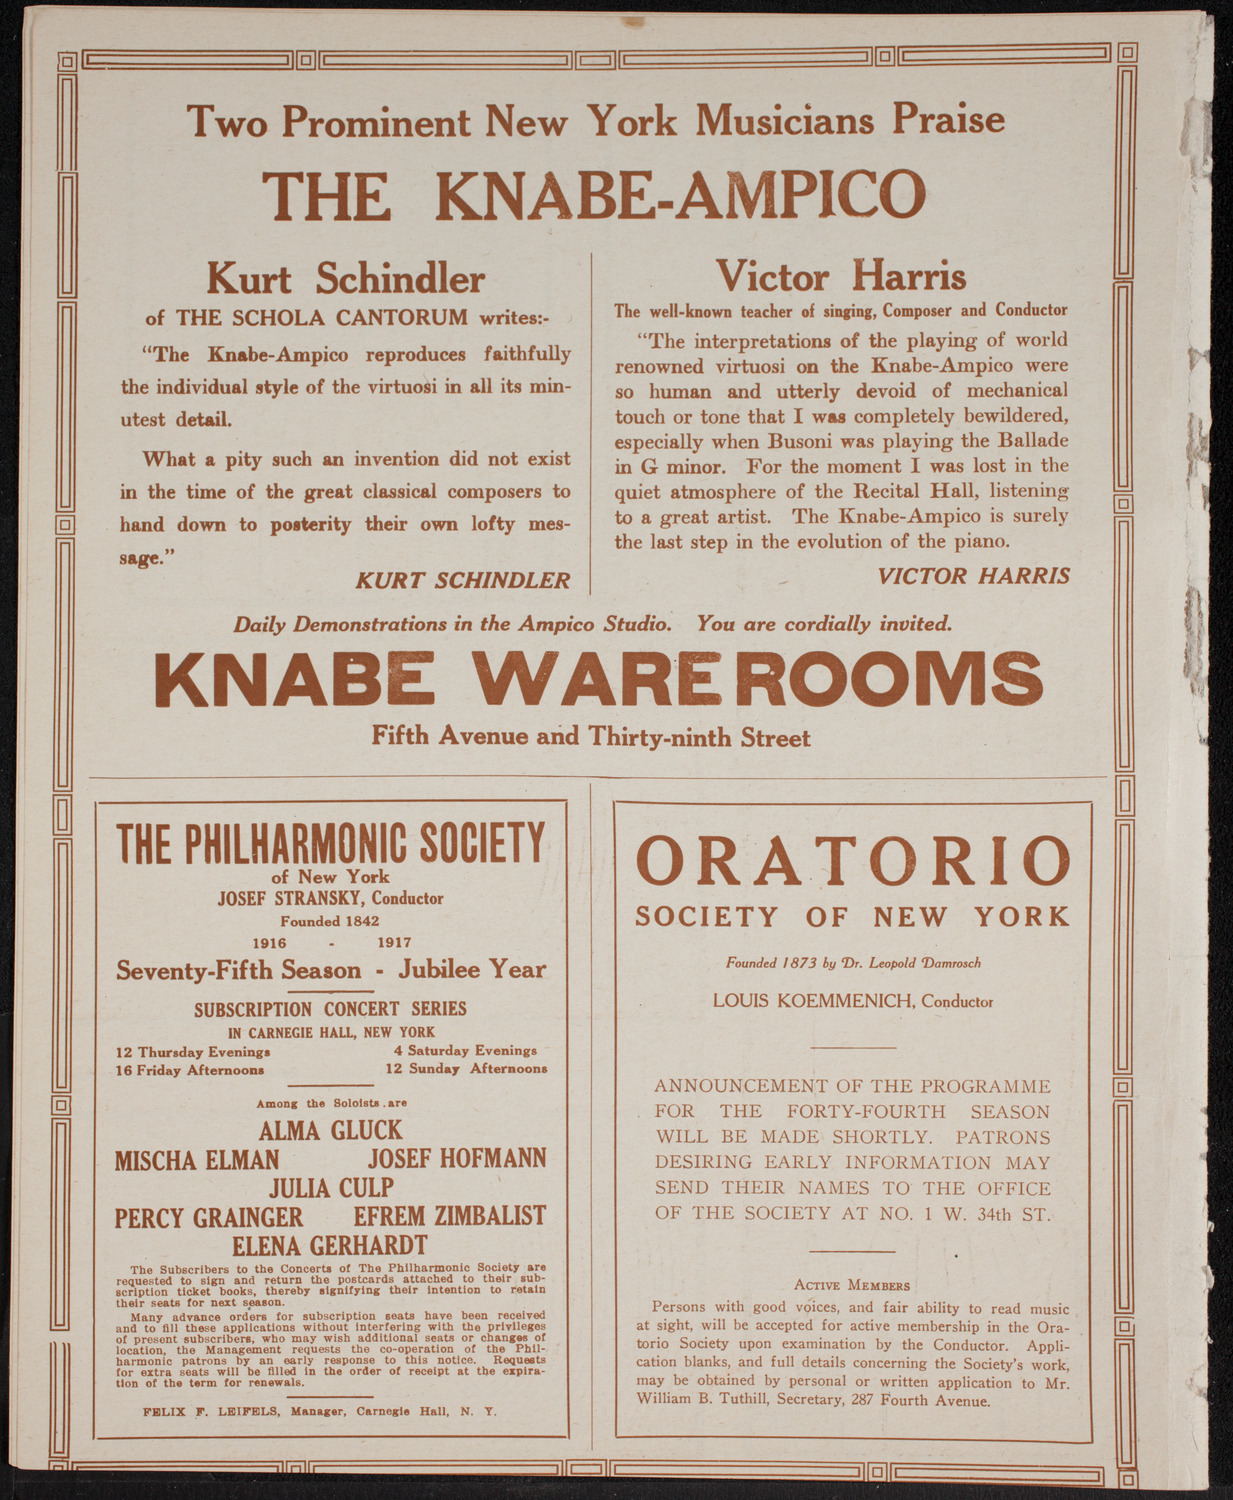 Two Prominent New York Musicians Praise
THE KNABE-AMPICO
Kurt Schindler
of THE SCHOLA CANTORUM writes:-
"The Knabe-Ampico reproduces faithfully
the individual style of the virtuosi in all its min-
utest detail.
What a pity such an invention did not exist
in the time of the great classical composers to
hand down to posterity their own lofty mes-
sage."
KURT SCHINDLER
Victor Harris
The well-known teacher of singing, Composer and Conductor
"The interpretations of the playing of world
renowned virtuosi on the Knabe-Ampico were
so human and utterly devoid of mechanical
touch or tone that I was completely bewildered,
especially when Busoni was playing the Ballade
in G minor. For the moment I was lost in the
quiet atmosphere of the Recital Hall, listening
to a great artist. The Knabe-Ampico is surely
the last step in the evolution of the piano.
VICTOR HARRIS
Daily Demonstrations in the Ampico Studio. You are cordially invited.
KNABE WAREROOMS
Fifth Avenue and Thirty-ninth Street
THE PHILHARMONIC SOCIETY
of New York
JOSEF STRANSKY, Conductor
Founded 1842
1916 - 1917
Seventy-Fifth Season - Jubilee Year
SUBSCRIPTION CONCERT SERIES
IN CARNEGIE HALL, NEW YORK
12 Thursday Evenings 4 Saturday Evenings
16 Friday Afternoons 12 Sunday Afternoons
Among the Soloists are
ALMA GLUCK
MISCHA ELMAN JOSEF HOFMANN
JULIA CULP
PERCY GRAINGER EFREM ZIMBALIST
ELENA GERHARDT
The Subscribers to the Concerts of The Philharmonic Society are
requested to sign and return the postcards attached to their sub-
scription ticket books, thereby signifying their intention to retain
their seats for next season.
Many advance orders for subscription seats have been received
and to fill these applications without interfering with the privileges
of present subscribers, who may wish additional seats or changes of
location, the Management requests the co-operation of the Phil-
harmonic patrons by an early response to this notice. Requests
for extra seats will be filled in the order of receipt at the expira-
tion of the term for renewals.
FELIX F. LEIFELS, Manager, Carnegie Hall, N. Y.
ORATORIO
SOCIETY OF NEW YORK
Founded 1873 by Dr. Leopold Damrosch
LOUIS KOEMMENICH, Conductor
ANNOUNCEMENT OF THE PROGRAMME
FOR THE FORTY-FOURTH SEASON
WILL BE MADE SHORTLY. PATRONS
DESIRING EARLY INFORMATION MAY
SEND THEIR NAMES TO THE OFFICE
OF THE SOCIETY AT NO. 1 W. 34th ST.
ACTIVE MEMBERS
Persons with good voices, and fair ability to read music
at sight, will be accepted for active membership in the Ora-
torio Society upon examination by the Conductor. Appli-
cation blanks, and full details concerning the Society's work,
may be obtained by personal or written application to Mr.
William B. Tuthill, Secretary, 287 Fourth Avenue.